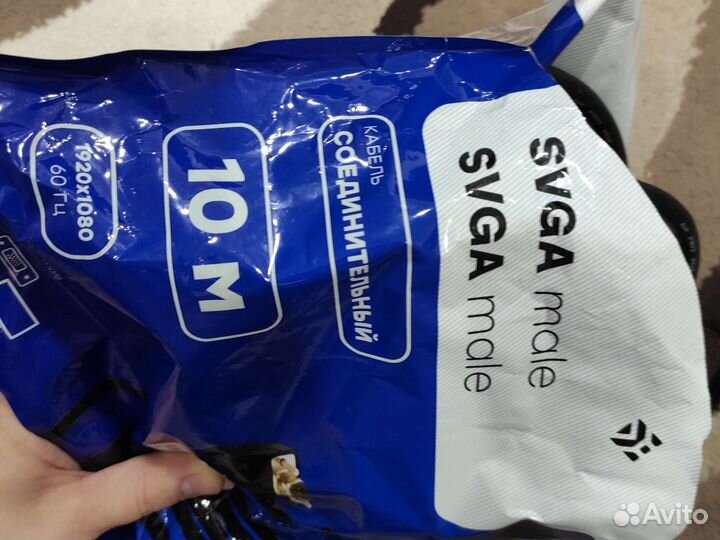 SVGA male
SVGA male
КАБЕЛЬ
СОЕДИНИТЕЛЬНЫЙ
10 М
1920x1080
60 Гц
Avito